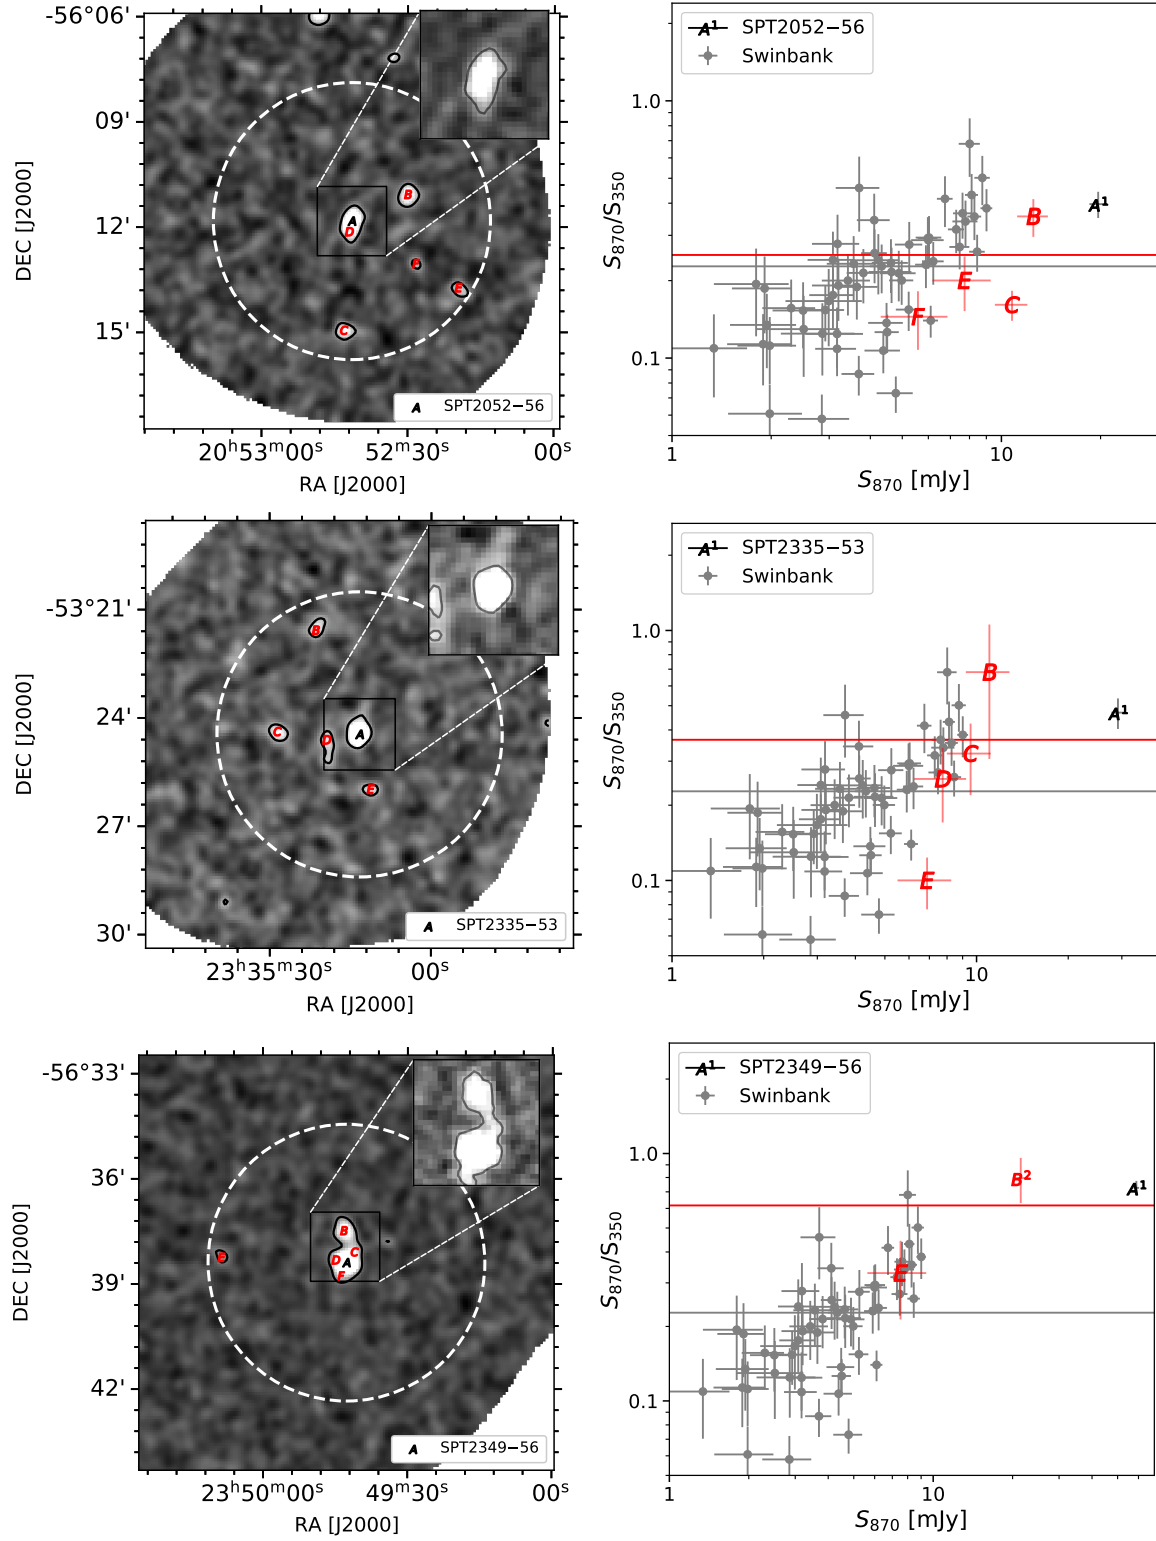 -56°06'
09'
12'
15'
DEC [J2000]
A
D
B
F
E
C
A SPT2052−56
20ʰ53ᵐ00ˢ 52ᵐ30ˢ 00ˢ
RA [J2000]
A¹ SPT2052−56
Swinbank
1.0
0.1
S₈₇₀/S₃₅₀
B
A¹
E
C
F
1 10
S₈₇₀ [mJy]
-53°21'
24'
27'
30'
DEC [J2000]
B
C
D
A
E
A SPT2335−53
23ʰ35ᵐ30ˢ 00ˢ
RA [J2000]
A¹ SPT2335−53
Swinbank
1.0
0.1
S₈₇₀/S₃₅₀
B
A¹
C
D
E
1 10
S₈₇₀ [mJy]
-56°33'
36'
39'
42'
DEC [J2000]
B
C
D
A
F
E
A SPT2349−56
23ʰ50ᵐ00ˢ 49ᵐ30ˢ 00ˢ
RA [J2000]
A¹ SPT2349−56
Swinbank
1.0
0.1
S₈₇₀/S₃₅₀
B²
A¹
E
1 10
S₈₇₀ [mJy]